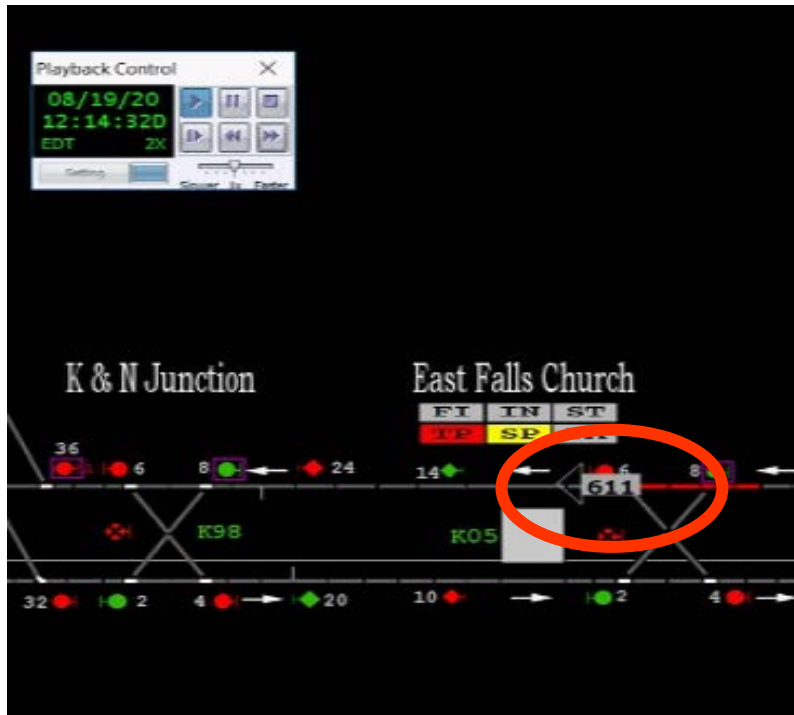 Playback Control
08/19/20
12:14:32D
EDT 2X
Setting
Slower 1x Faster
K & N Junction East Falls Church
FI IN ST
TP SP
36
6 8 24 14 6 8
611
K98 K05
32 2 4 20 10 2 4